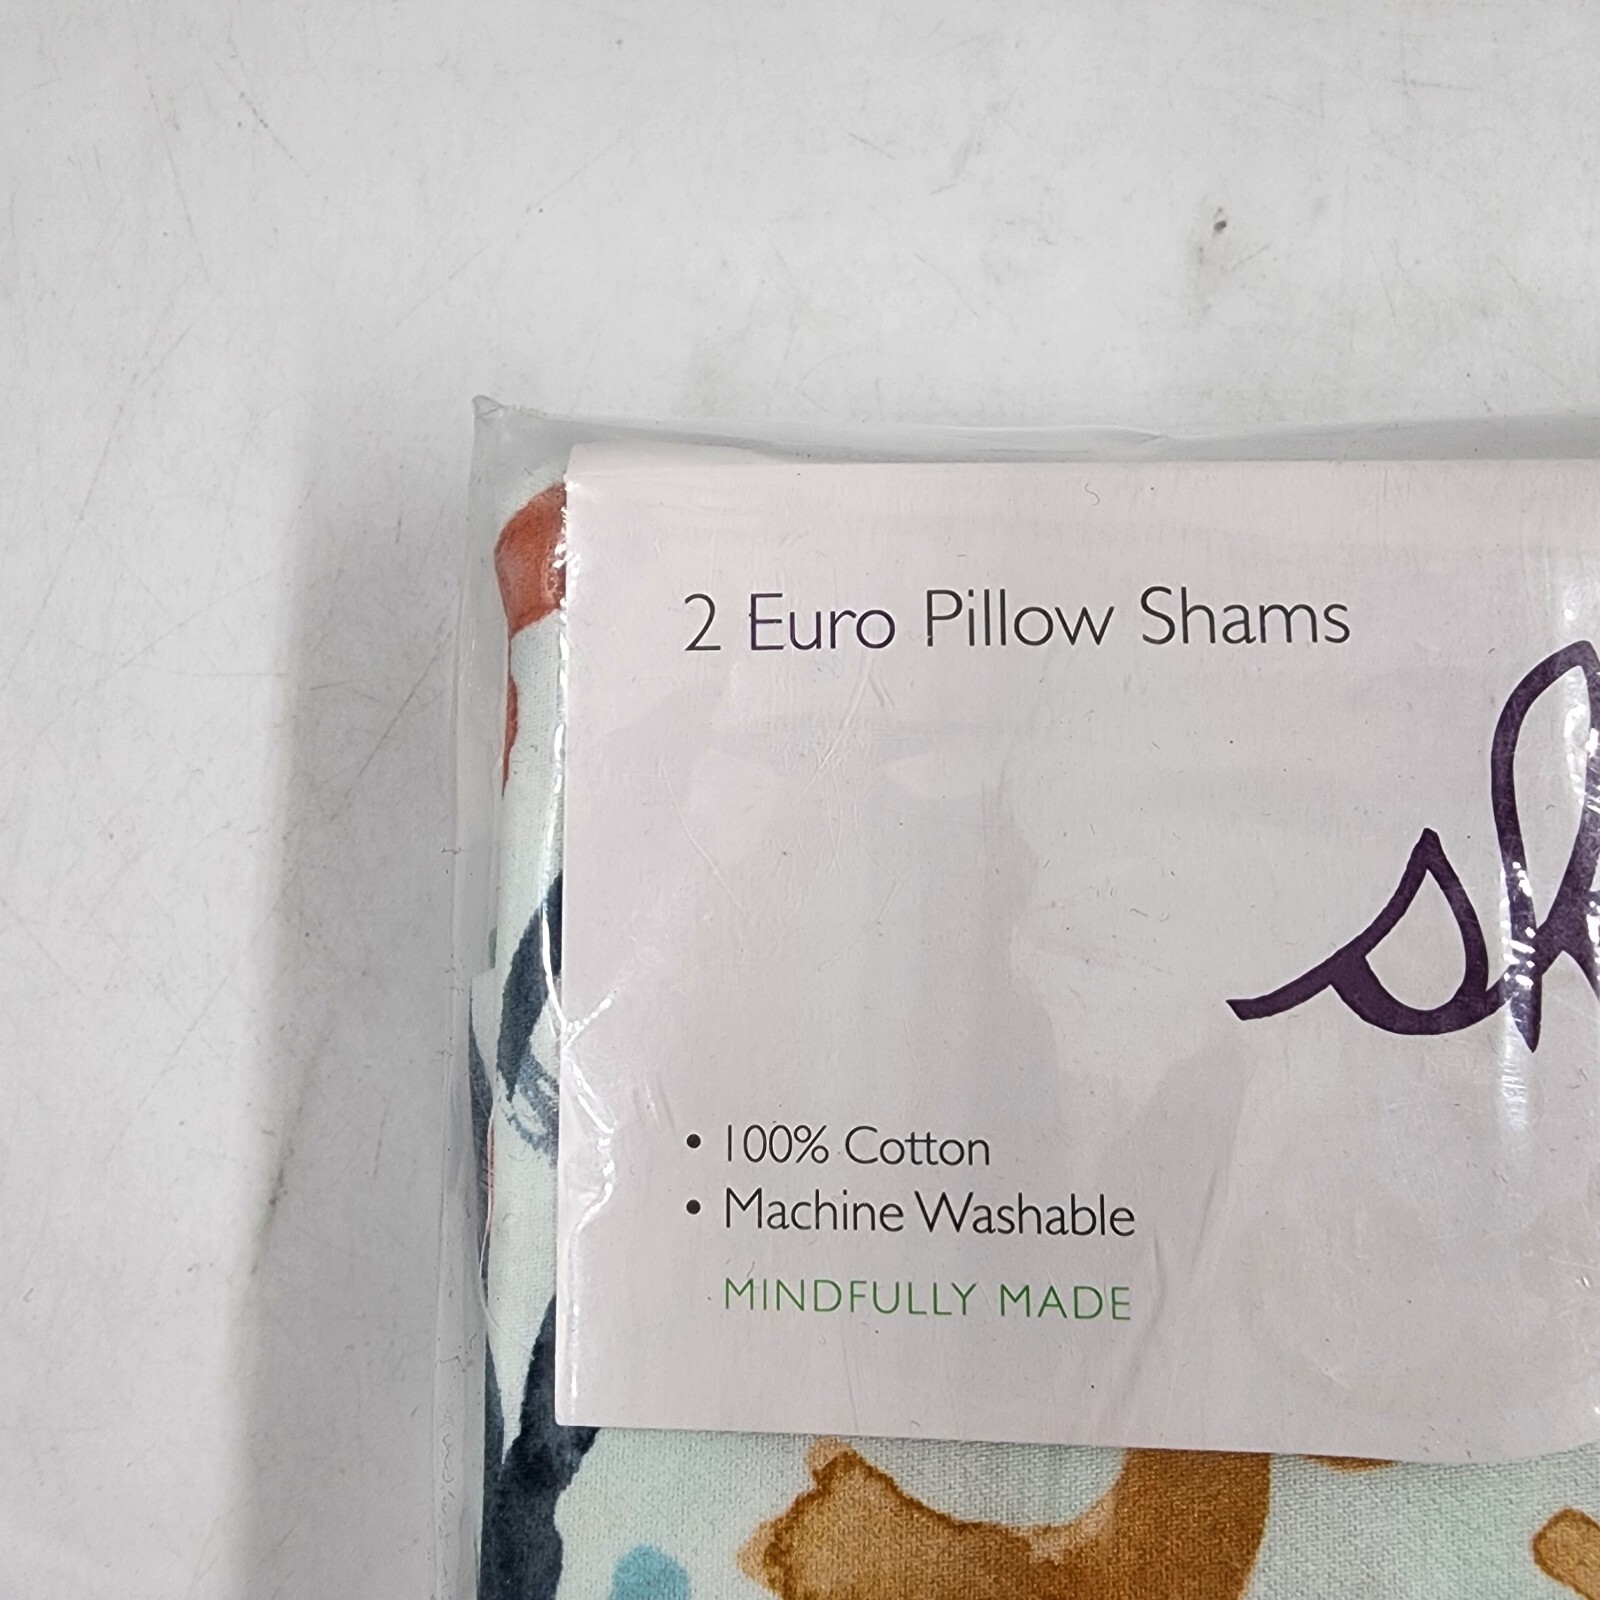 2 Euro Pillow Shams
• 100% Cotton
• Machine Washable
MINDFULLY MADE